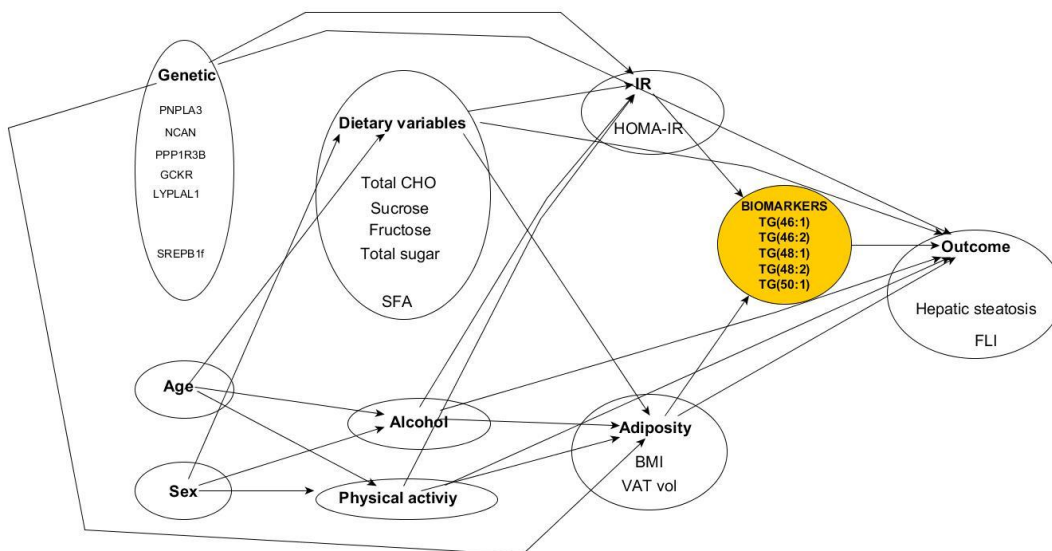 Genetic
PNPLA3
NCAN
PPP1R3B
GCKR
LYPLAL1
SREPB1f
Dietary variables
Total CHO
Sucrose
Fructose
Total sugar
SFA
IR
HOMA-IR
BIOMARKERS
TG(46:1)
TG(46:2)
TG(48:1)
TG(48:2)
TG(50:1)
Outcome
Hepatic steatosis
FLI
Age
Alcohol
Adiposity
BMI
VAT vol
Sex
Physical activiy